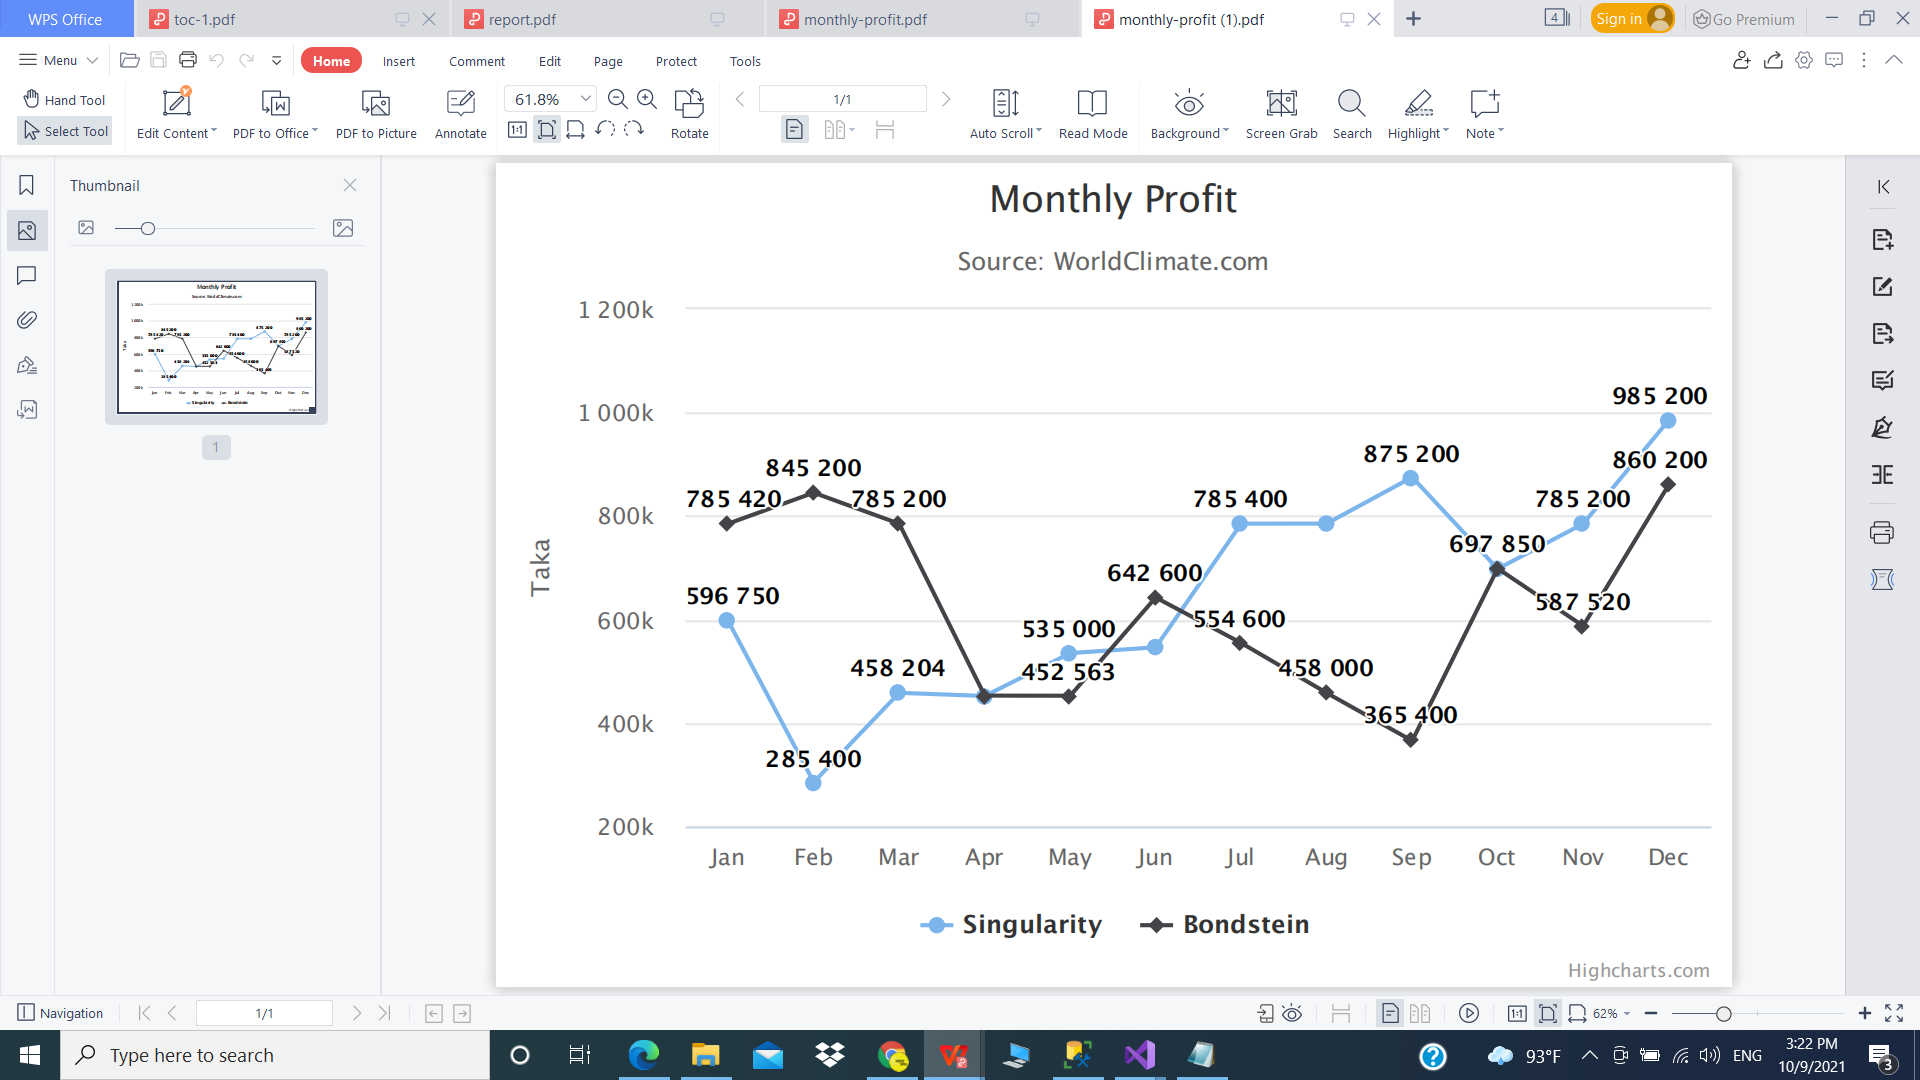 WPS Office
toc-1.pdf
report.pdf
monthly-profit.pdf
monthly-profit (1).pdf
4
Sign in
Go Premium
Menu
Home
Insert
Comment
Edit
Page
Protect
Tools
Hand Tool
Select Tool
Edit Content
PDF to Office
PDF to Picture
Annotate
61.8%
1:1
Rotate
1/1
Auto Scroll
Read Mode
Background
Screen Grab
Search
Highlight
Note
Thumbnail
1
Monthly Profit
Source: WorldClimate.com
Taka
1 200k
1 000k
800k
600k
400k
200k
985 200
875 200
860 200
845 200
785 420
785 200
785 400
785 200
697 850
642 600
596 750
587 520
554 600
535 000
452 563
458 204
458 000
365 400
285 400
Jan Feb Mar Apr May Jun Jul Aug Sep Oct Nov Dec
Singularity Bondstein
Highcharts.com
Navigation
1/1
1:1
62%
Type here to search
93°F
ENG
3:22 PM
10/9/2021
3